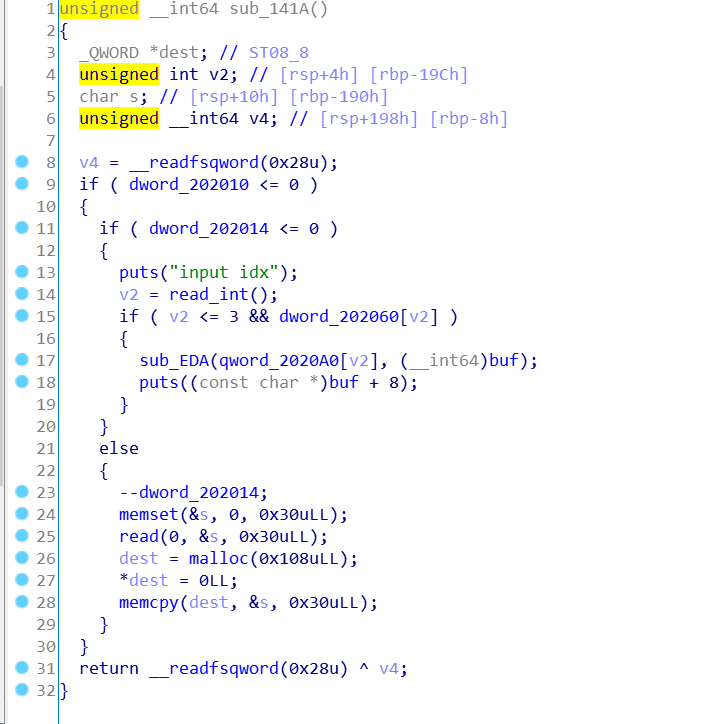 1 unsigned __int64 sub_141A()
2 {
3   _QWORD *dest; // ST08_8
4   unsigned int v2; // [rsp+4h] [rbp-19Ch]
5   char s; // [rsp+10h] [rbp-190h]
6   unsigned __int64 v4; // [rsp+198h] [rbp-8h]
7
8   v4 = __readfsqword(0x28u);
9   if ( dword_202010 <= 0 )
10   {
11     if ( dword_202014 <= 0 )
12     {
13       puts("input idx");
14       v2 = read_int();
15       if ( v2 <= 3 && dword_202060[v2] )
16       {
17         sub_EDA(qword_2020A0[v2], (__int64)buf);
18         puts((const char *)buf + 8);
19       }
20     }
21     else
22     {
23       --dword_202014;
24       memset(&s, 0, 0x30uLL);
25       read(0, &s, 0x30uLL);
26       dest = malloc(0x108uLL);
27       *dest = 0LL;
28       memcpy(dest, &s, 0x30uLL);
29     }
30   }
31   return __readfsqword(0x28u) ^ v4;
32 }